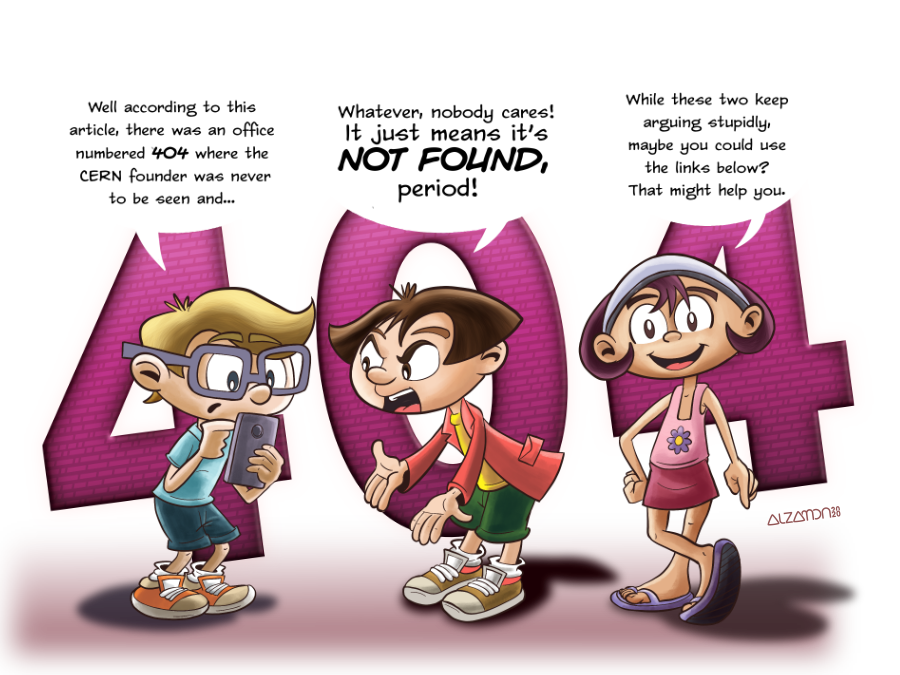 Well according to this
article, there was an office
numbered 404 where the
CERN founder was never
to be seen and...
Whatever, nobody cares!
It just means it's
NOT FOUND,
period!
While these two keep
arguing stupidly,
maybe you could use
the links below?
That might help you.
404
ALZAMON 2020